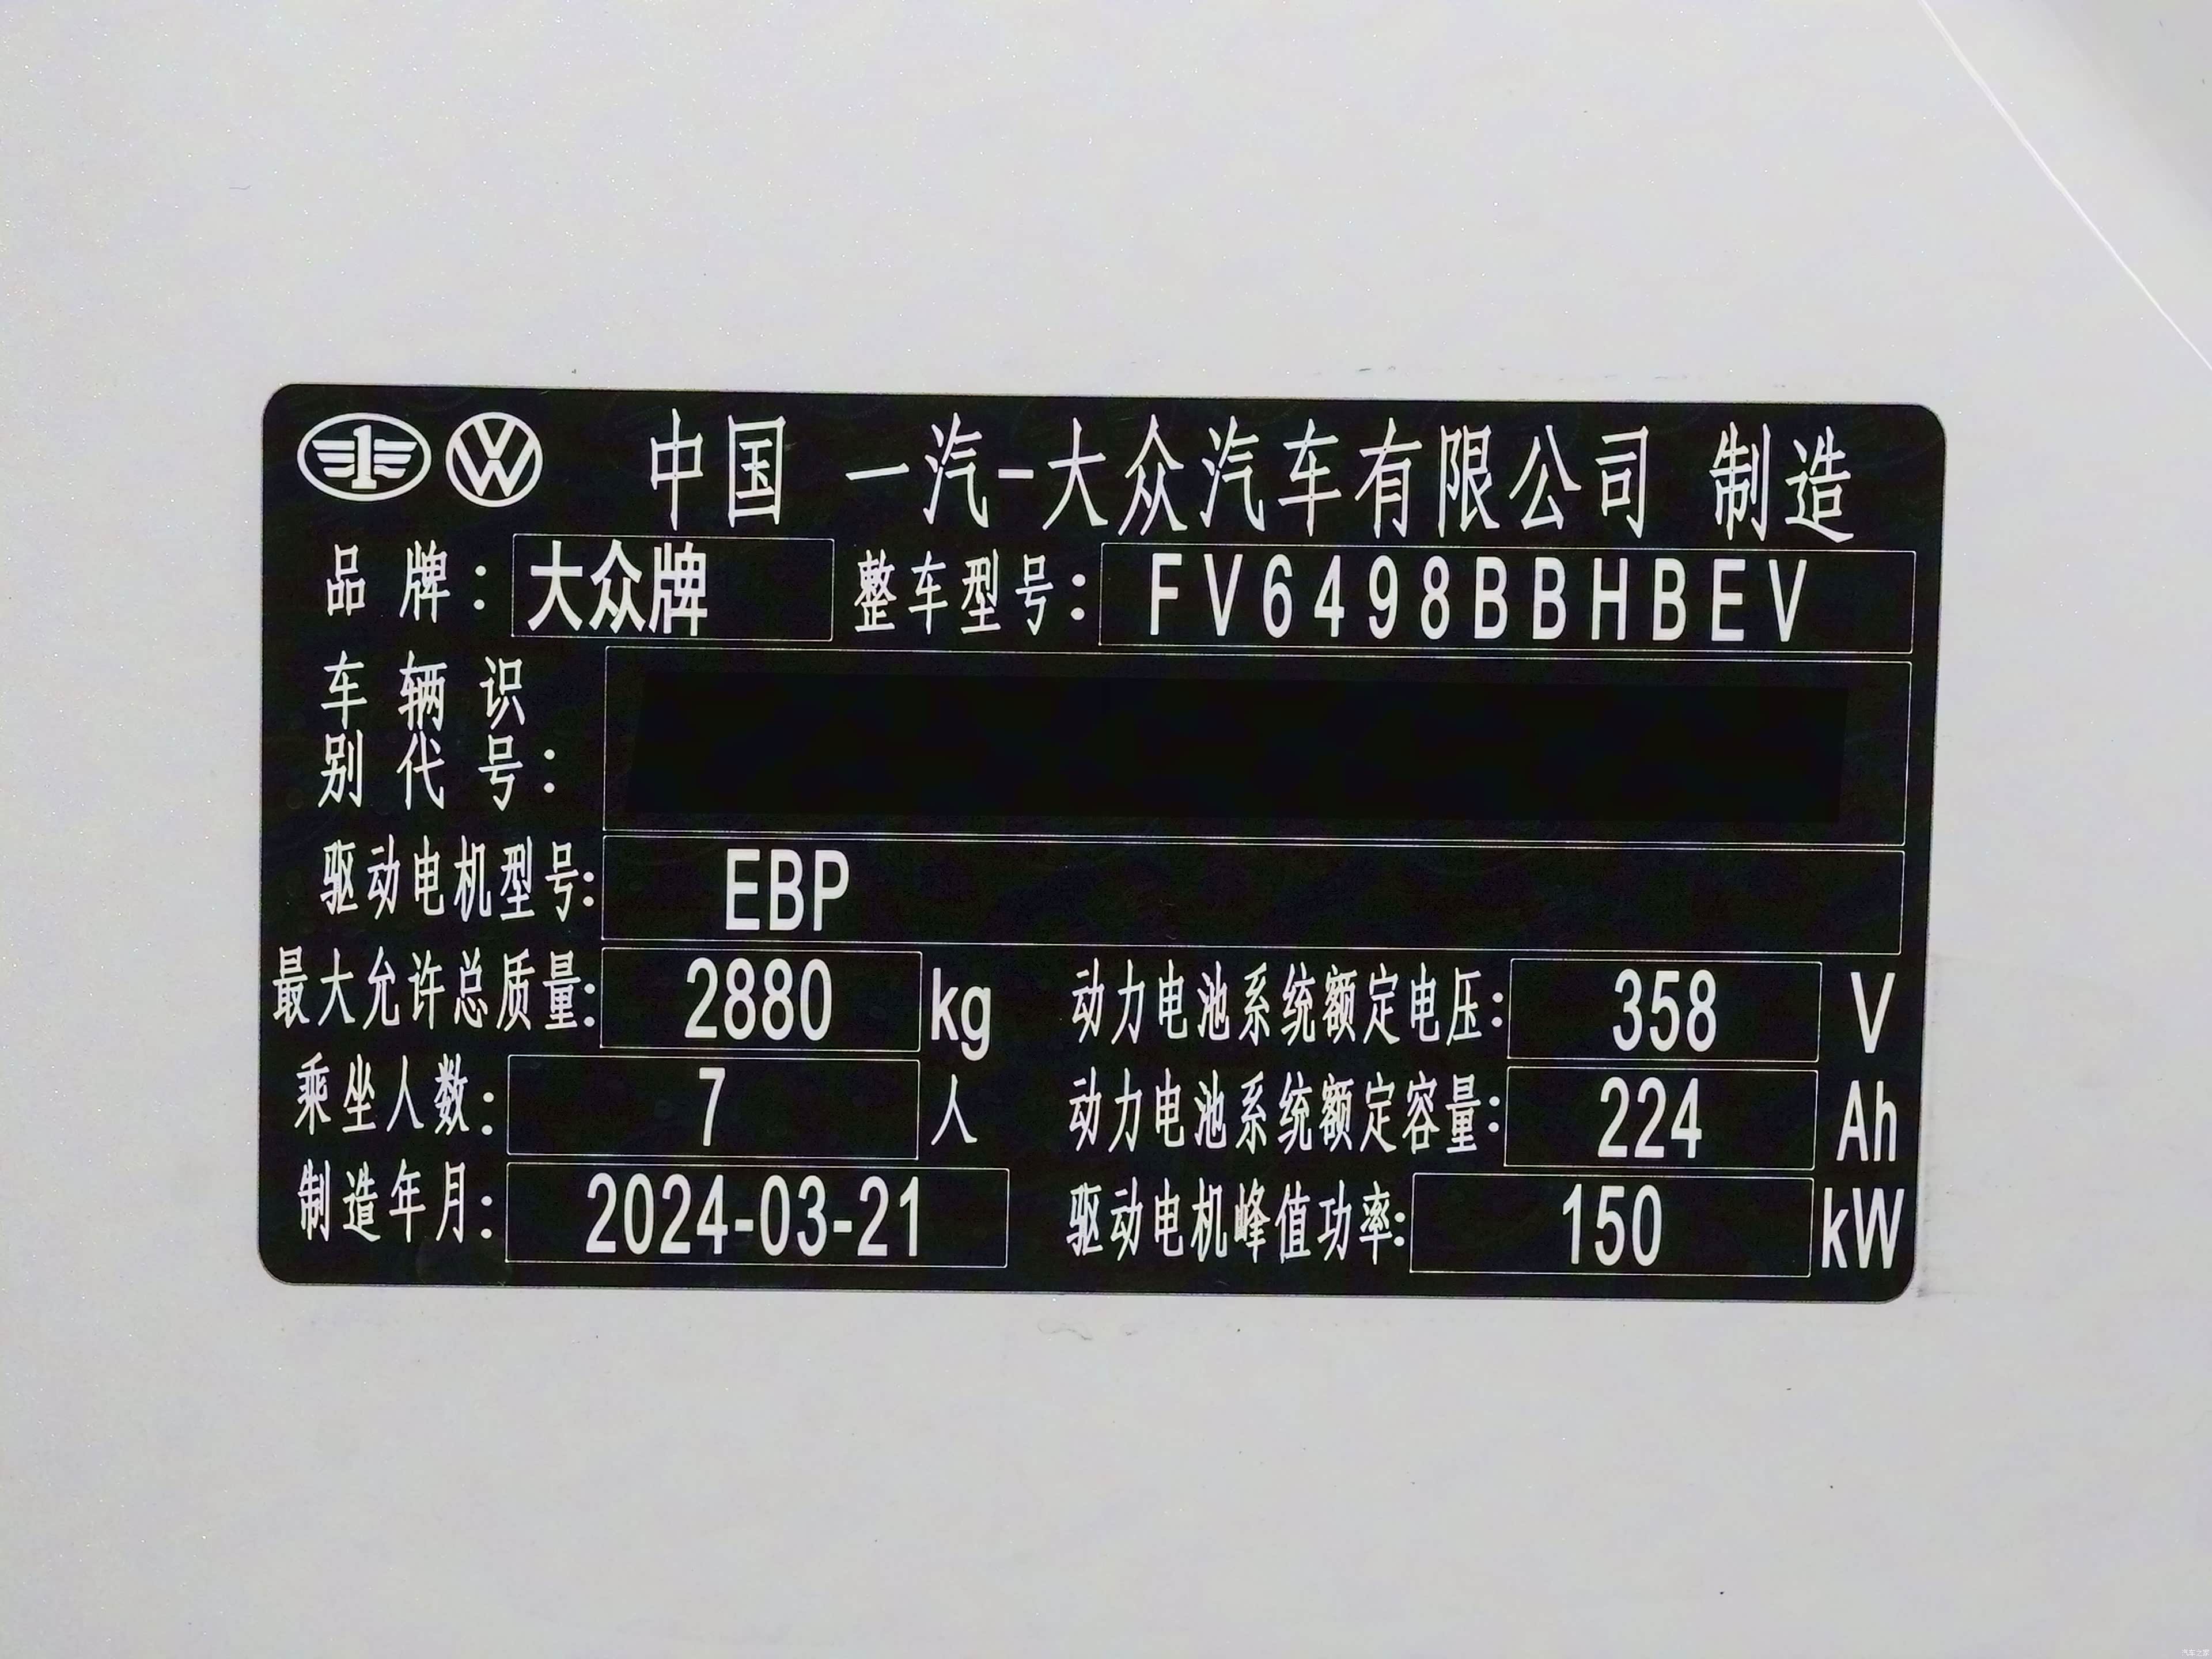 中国 一汽-大众汽车有限公司 制造
品牌： 大众牌 整车型号： FV6498BBHBEV
车辆识
别代号：
驱动电机型号： EBP
最大允许总质量： 2880 kg 动力电池系统额定电压： 358 V
乘坐人数： 7 人 动力电池系统额定容量： 224 Ah
制造年月： 2024-03-21 驱动电机峰值功率： 150 kW
汽车之家